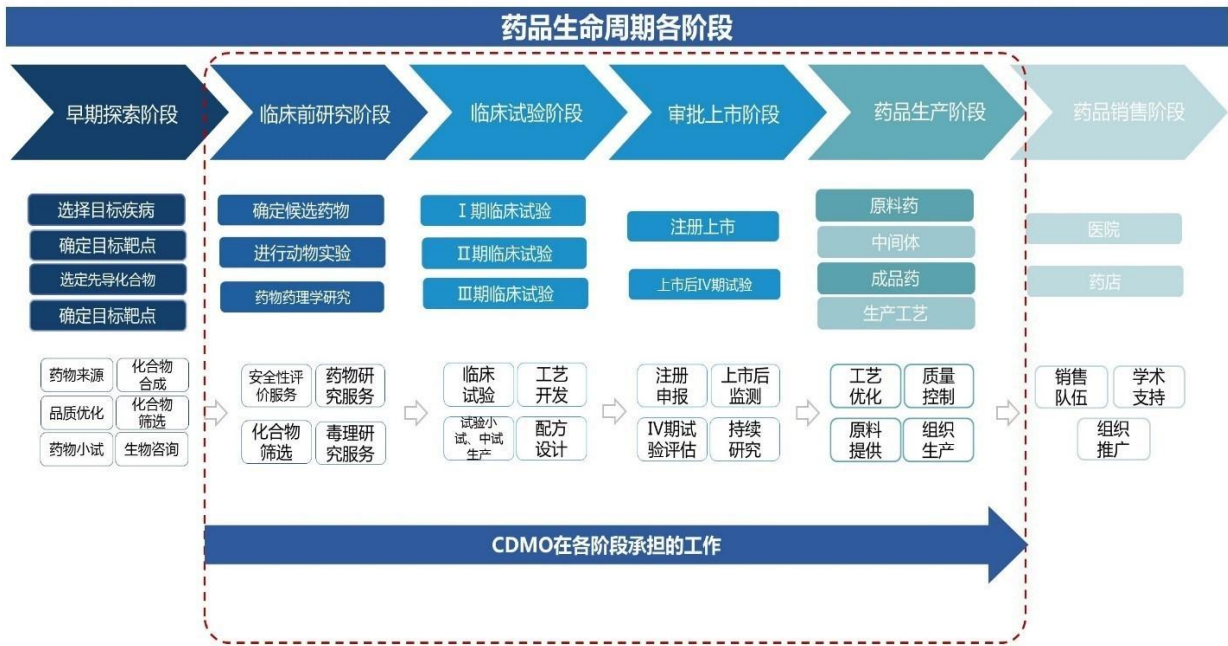 药品生命周期各阶段
早期探索阶段
临床前研究阶段
临床试验阶段
审批上市阶段
药品生产阶段
药品销售阶段
选择目标疾病
确定目标靶点
选定先导化合物
确定目标靶点
确定候选药物
进行动物实验
药物药理学研究
Ⅰ期临床试验
Ⅱ期临床试验
Ⅲ期临床试验
注册上市
上市后IV期试验
原料药
中间体
成品药
生产工艺
医院
药店
药物来源
化合物
合成
品质优化
化合物
筛选
药物小试
生物咨询
安全性评
价服务
药物研
究服务
化合物
筛选
毒理研
究服务
临床
试验
工艺
开发
试验小
试、中试
生产
配方
设计
注册
申报
上市后
监测
IV期试
验评估
持续
研究
工艺
优化
质量
控制
原料
提供
组织
生产
销售
队伍
学术
支持
组织
推广
CDMO在各阶段承担的工作